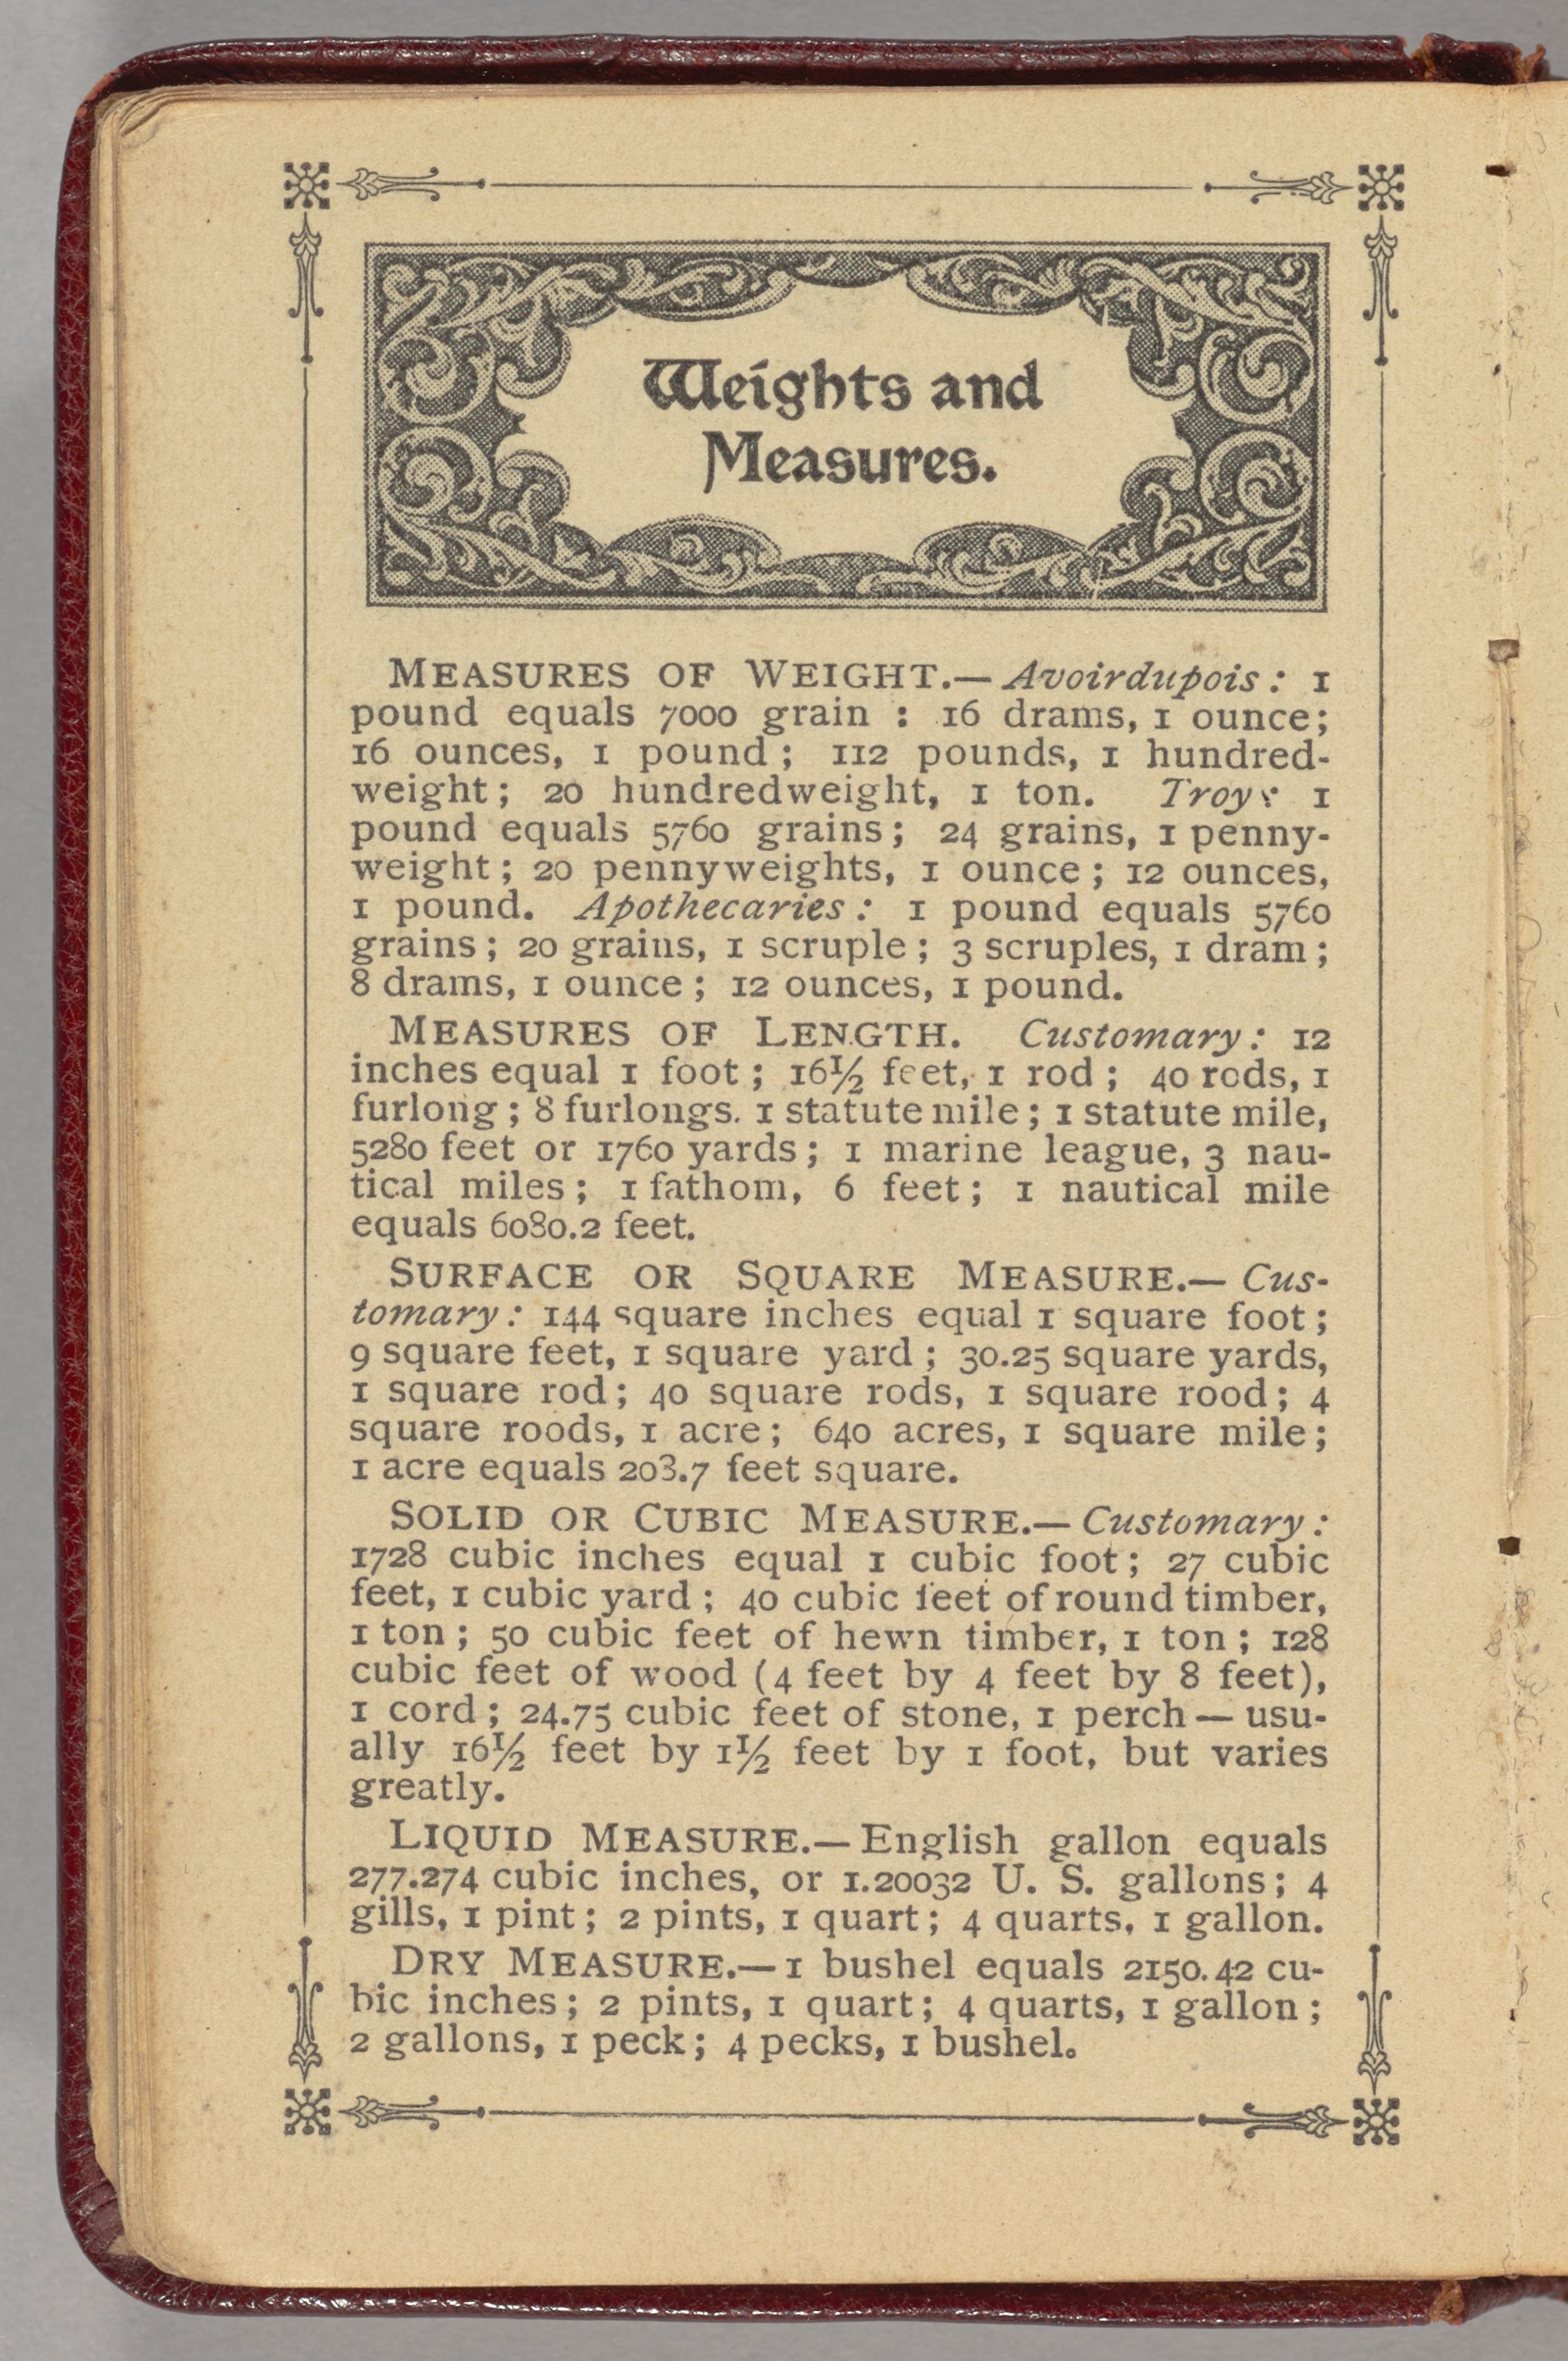 Weights and
Measures.
MEASURES OF WEIGHT.—Avoirdupois: 1
pound equals 7000 grain : 16 drams, 1 ounce;
16 ounces, 1 pound; 112 pounds, 1 hundred-
weight; 20 hundredweight, 1 ton. Troy: 1
pound equals 5760 grains; 24 grains, 1 penny-
weight; 20 pennyweights, 1 ounce; 12 ounces,
1 pound. Apothecaries: 1 pound equals 5760
grains; 20 grains, 1 scruple; 3 scruples, 1 dram;
8 drams, 1 ounce; 12 ounces, 1 pound.
MEASURES OF LENGTH. Customary: 12
inches equal 1 foot; 16½ feet, 1 rod; 40 rods, 1
furlong; 8 furlongs. 1 statute mile; 1 statute mile,
5280 feet or 1760 yards; 1 marine league, 3 nau-
tical miles; 1 fathom, 6 feet; 1 nautical mile
equals 6080.2 feet.
SURFACE OR SQUARE MEASURE.—Cus-
tomary: 144 square inches equal 1 square foot;
9 square feet, 1 square yard; 30.25 square yards,
1 square rod; 40 square rods, 1 square rood; 4
square roods, 1 acre; 640 acres, 1 square mile;
1 acre equals 208.7 feet square.
SOLID OR CUBIC MEASURE.—Customary:
1728 cubic inches equal 1 cubic foot; 27 cubic
feet, 1 cubic yard; 40 cubic feet of round timber,
1 ton; 50 cubic feet of hewn timber, 1 ton; 128
cubic feet of wood (4 feet by 4 feet by 8 feet),
1 cord; 24.75 cubic feet of stone, 1 perch—usu-
ally 16½ feet by 1½ feet by 1 foot, but varies
greatly.
LIQUID MEASURE.—English gallon equals
277.274 cubic inches, or 1.20032 U. S. gallons; 4
gills, 1 pint; 2 pints, 1 quart; 4 quarts, 1 gallon.
DRY MEASURE.—1 bushel equals 2150.42 cu-
bic inches; 2 pints, 1 quart; 4 quarts, 1 gallon;
2 gallons, 1 peck; 4 pecks, 1 bushel.